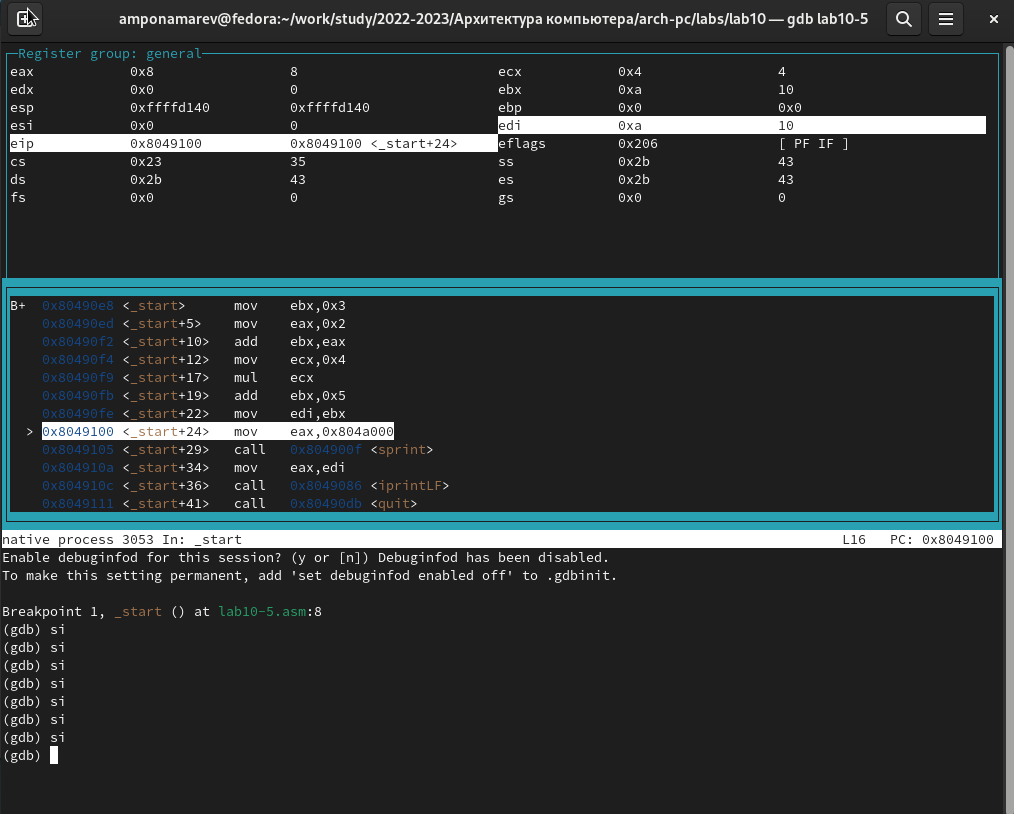 amponamarev@fedora:~/work/study/2022-2023/Архитектура компьютера/arch-pc/labs/lab10 — gdb lab10-5
Register group: general
eax 0x8 8 ecx 0x4 4
edx 0x0 0 ebx 0xa 10
esp 0xffffd140 0xffffd140 ebp 0x0 0x0
esi 0x0 0 edi 0xa 10
eip 0x8049100 0x8049100 <_start+24> eflags 0x206 [ PF IF ]
cs 0x23 35 ss 0x2b 43
ds 0x2b 43 es 0x2b 43
fs 0x0 0 gs 0x0 0
B+ 0x80490e8 <_start> mov ebx,0x3
0x80490ed <_start+5> mov eax,0x2
0x80490f2 <_start+10> add ebx,eax
0x80490f4 <_start+12> mov ecx,0x4
0x80490f9 <_start+17> mul ecx
0x80490fb <_start+19> add ebx,0x5
0x80490fe <_start+22> mov edi,ebx
> 0x8049100 <_start+24> mov eax,0x804a000
0x8049105 <_start+29> call 0x804900f <sprint>
0x804910a <_start+34> mov eax,edi
0x804910c <_start+36> call 0x8049086 <iprintLF>
0x8049111 <_start+41> call 0x80490db <quit>
native process 3053 In: _start L16 PC: 0x8049100
Enable debuginfod for this session? (y or [n]) Debuginfod has been disabled.
To make this setting permanent, add 'set debuginfod enabled off' to .gdbinit.
Breakpoint 1, _start () at lab10-5.asm:8
(gdb) si
(gdb) si
(gdb) si
(gdb) si
(gdb) si
(gdb) si
(gdb) si
(gdb)